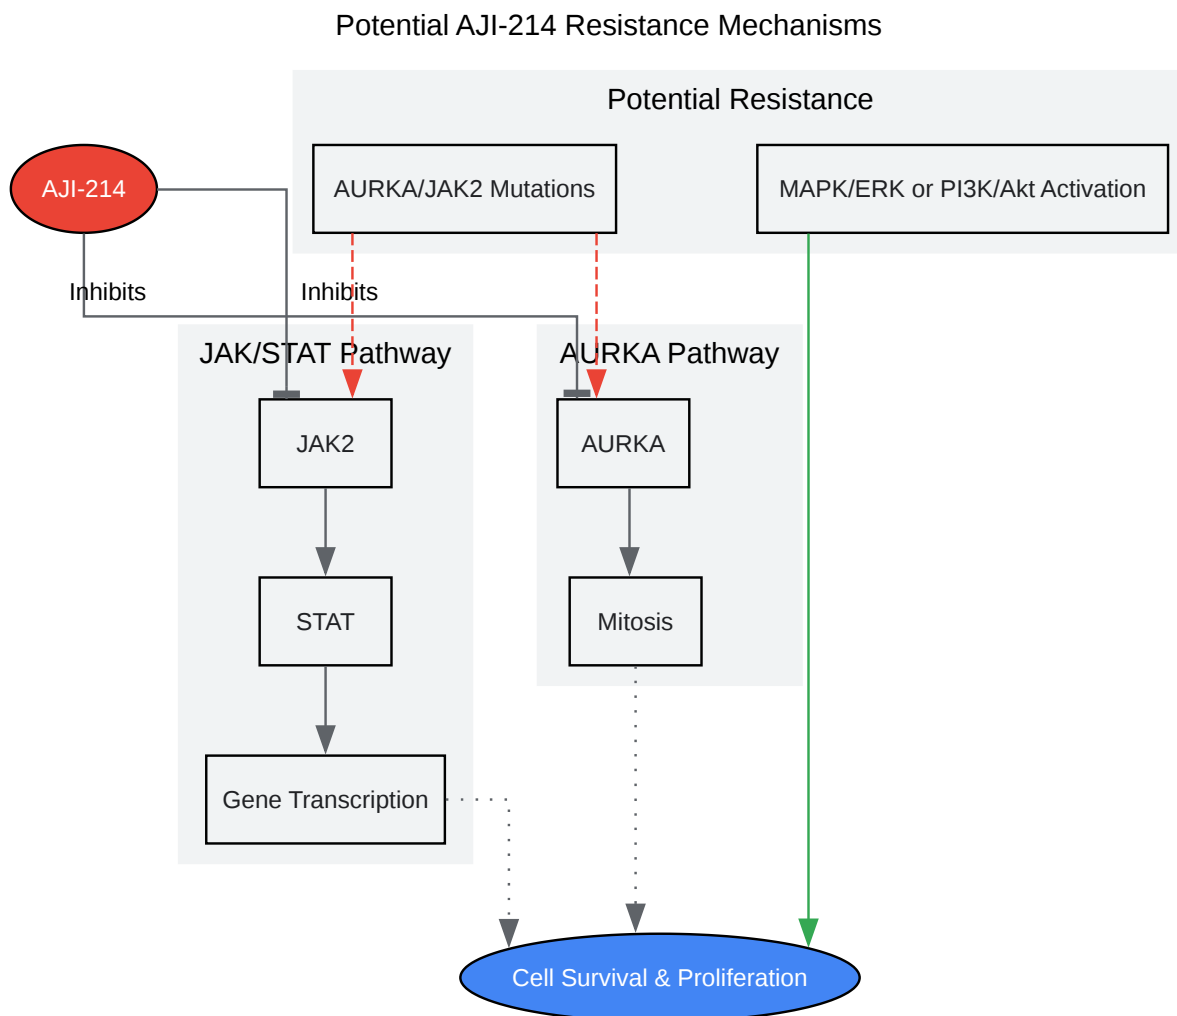 Potential AJI-214 Resistance Mechanisms
Potential Resistance
AJI-214
AURKA/JAK2 Mutations
MAPK/ERK or PI3K/Akt Activation
Inhibits
Inhibits
JAK/STAT Pathway
AURKA Pathway
JAK2
AURKA
STAT
Mitosis
Gene Transcription
Cell Survival & Proliferation